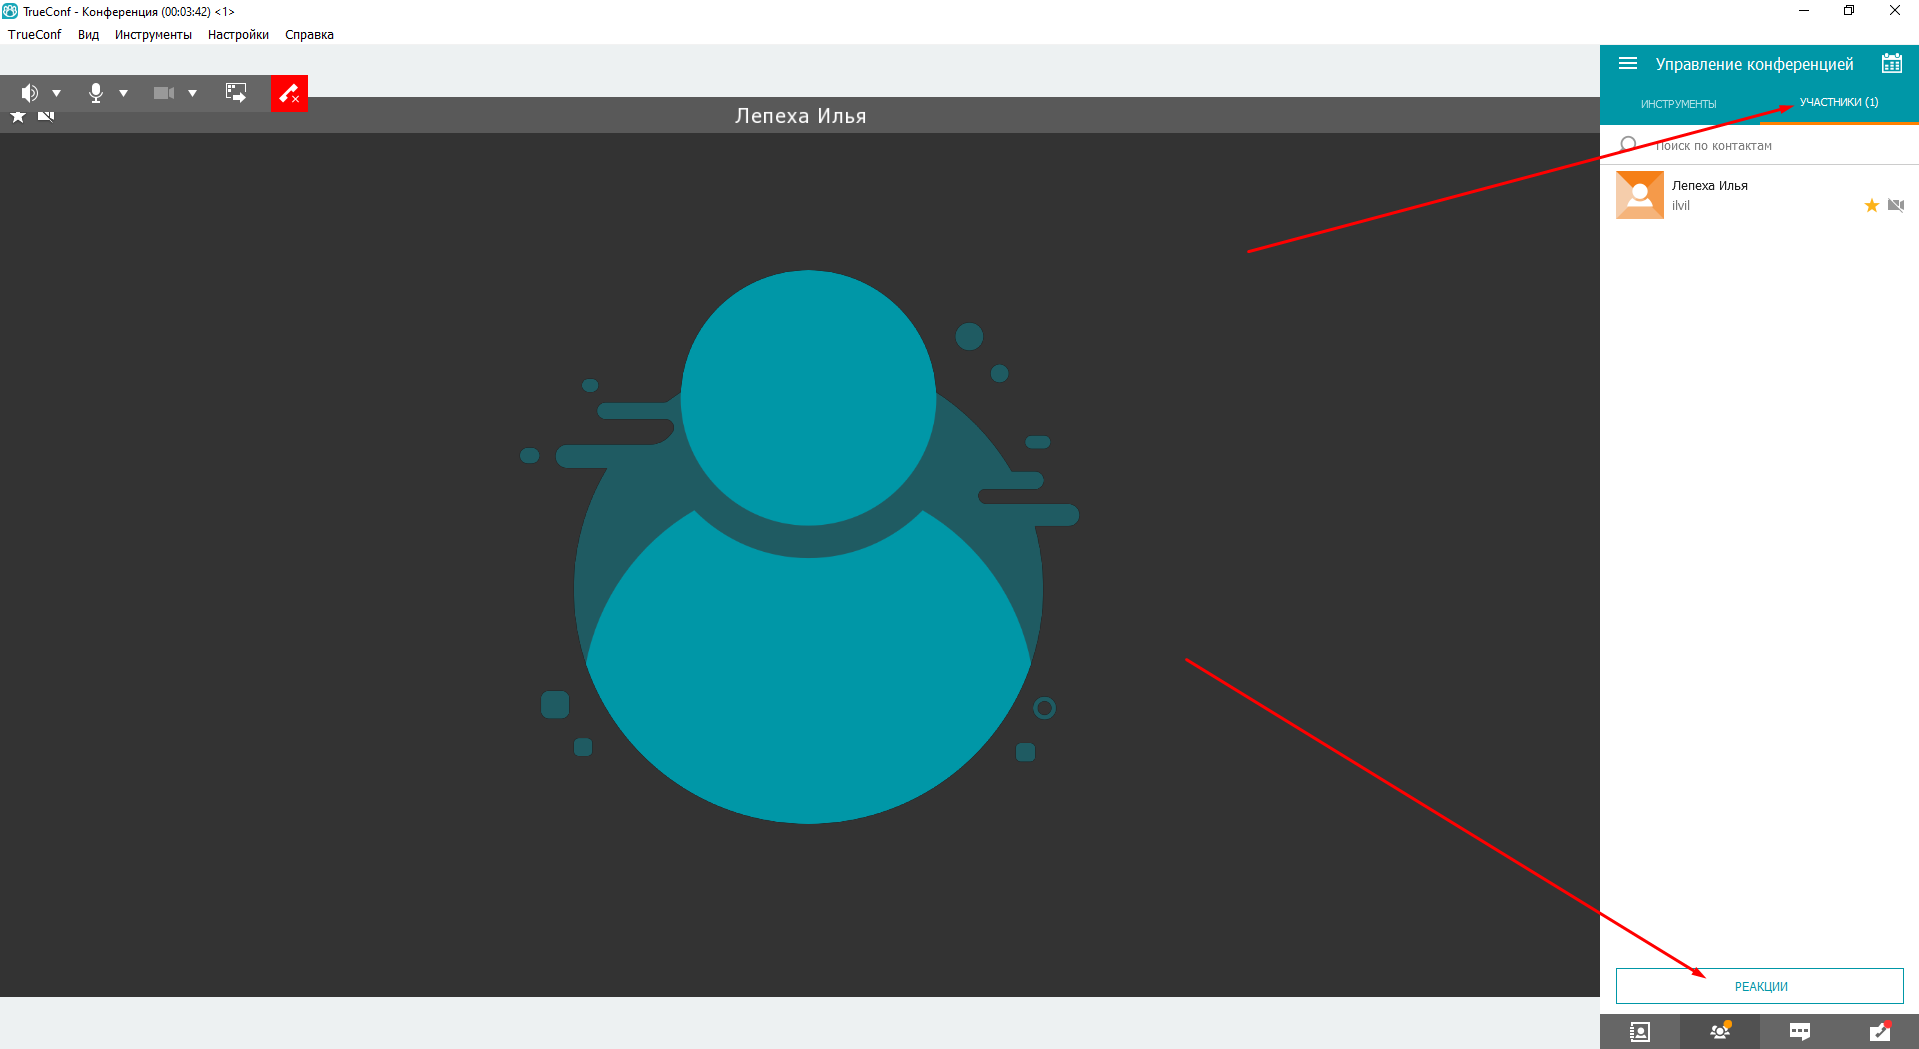 TrueConf - Конференция (00:03:42) <1>
TrueConf Вид Инструменты Настройки Справка
Управление конференцией
ИНСТРУМЕНТЫ УЧАСТНИКИ (1)
Лепеха Илья
Поиск по контактам
Лепеха Илья
ilvil
РЕАКЦИИ